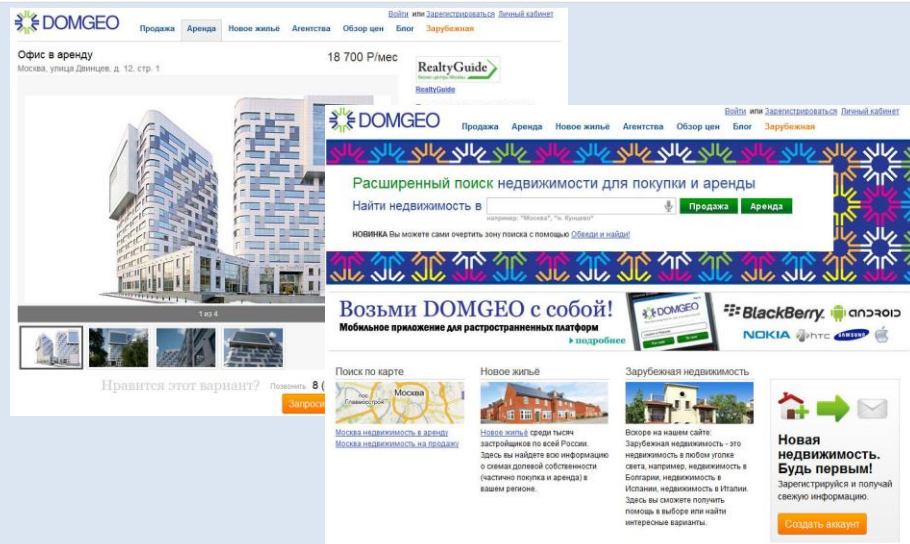 Войти или Зарегистрироваться Личный кабинет
DOMGEO
Продажа Аренда Новое жильё Агентства Обзор цен Блог Зарубежная
Офис в аренду
18 700 Р/мес
Москва, улица Двинцев, д. 12, стр. 1
RealtyGuide
RealtyGuide
1 из 4
Нравится этот вариант? Позвонить 8 (
Запроси
Войти или Зарегистрироваться Личный кабинет
DOMGEO
Продажа Аренда Новое жильё Агентства Обзор цен Блог Зарубежная
Расширенный поиск недвижимости для покупки и аренды
Найти недвижимость в Продажа Аренда
например: "Москва", "м. Кунцево"
НОВИНКА Вы можете сами очертить зону поиска с помощью Обведи и найди!
Возьми DOMGEO с собой!
Мобильное приложение для растространненных платформ
подробнее
DOMGEO
BlackBerry. android
NOKIA htc SAMSUNG
Поиск по карте
Москва
Москва недвижимость в аренду
Москва недвижимость на продажу
Новое жильё
Новое жильё среди тысяч
застройщиков по всей России.
Здесь вы найдете всю информацию
о схемах долевой собственности
(частично покупка и аренда) в
вашем регионе.
Зарубежная недвижимость
Вскоре на нашем сайте:
Зарубежная недвижимость - это
недвижимость в любом уголке
света, например, недвижимость в
Болгарии, недвижимость в
Испании, недвижимость в Италии.
Здесь вы сможете получить
помощь в выборе или найти
интересные варианты.
Новая
недвижимость.
Будь первым!
Зарегистрируйся и получай
свежую информацию.
Создать аккаунт